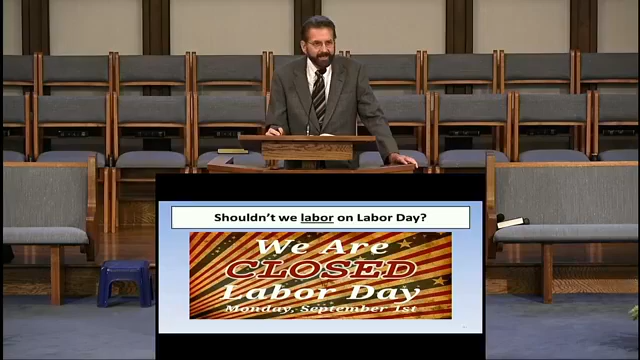 Shouldn't we labor on Labor Day?
We Are
CLOSED
Labor Day
Monday, September 1st